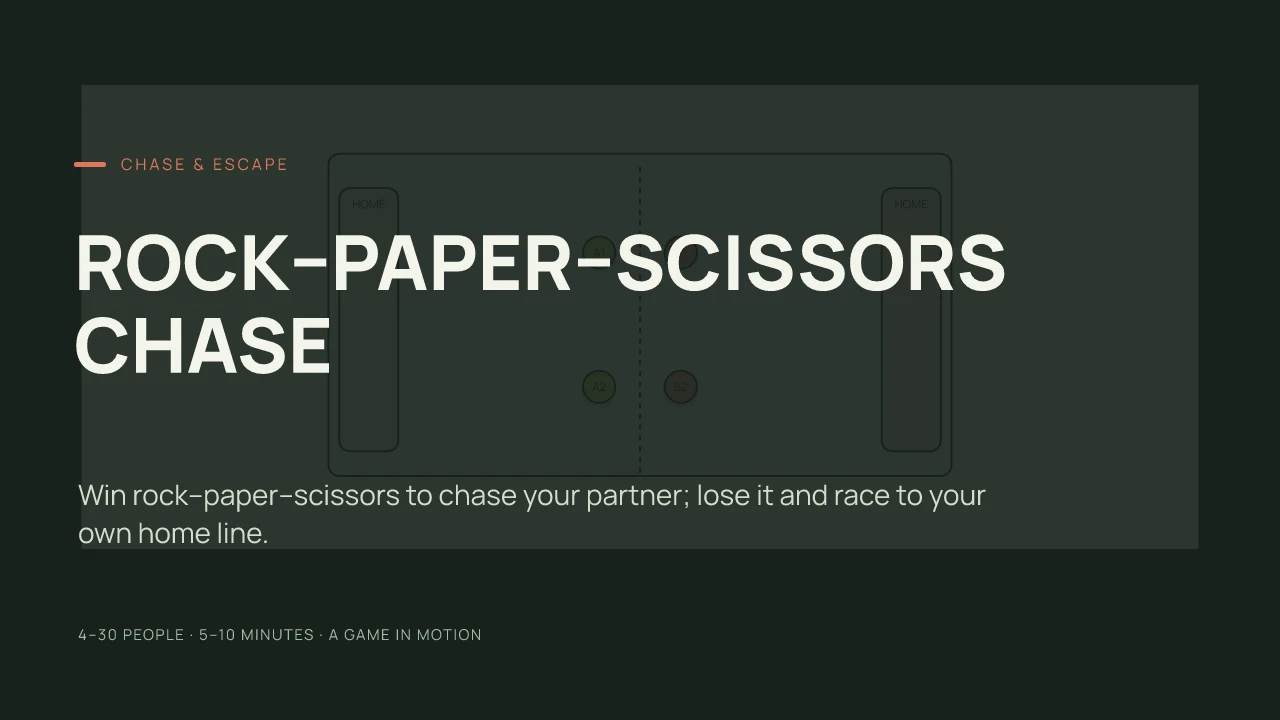 CHASE & ESCAPE
HOME
HOME
A1
ROCK–PAPER–SCISSORS
CHASE
A2
B2
Win rock–paper–scissors to chase your partner; lose it and race to your
own home line.
4–30 PEOPLE · 5–10 MINUTES · A GAME IN MOTION